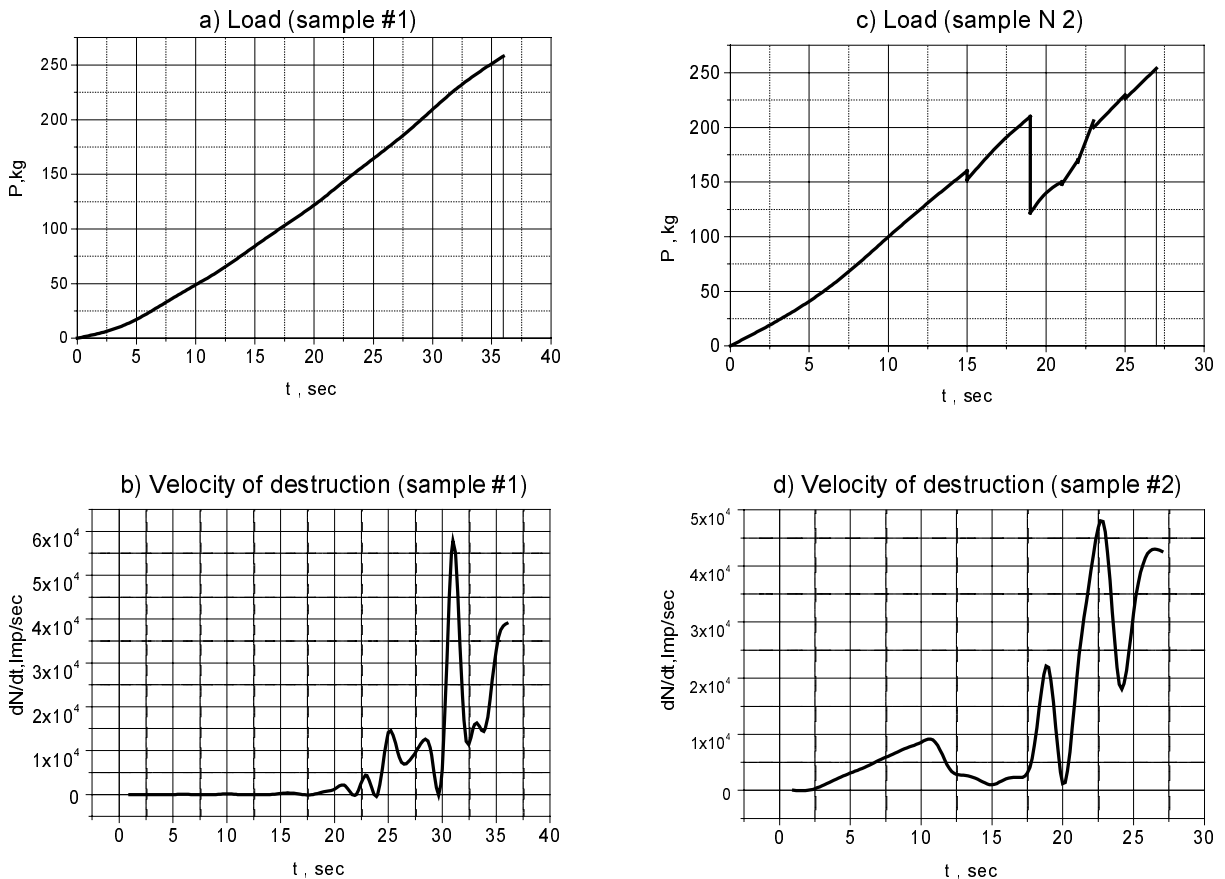 a) Load (sample #1)
P,kg
250
200
150
100
50
0
0 5 10 15 20 25 30 35 40
t , sec
c) Load (sample N 2)
P , kg
250
200
150
100
50
0
0 5 10 15 20 25 30
t , sec
b) Velocity of destruction (sample #1)
dN/dt,Imp/sec
6x10⁴
5x10⁴
4x10⁴
3x10⁴
2x10⁴
1x10⁴
0
0 5 10 15 20 25 30 35 40
t , sec
d) Velocity of destruction (sample #2)
dN/dt,Imp/sec
5x10⁴
4x10⁴
3x10⁴
2x10⁴
1x10⁴
0
0 5 10 15 20 25 30
t , sec